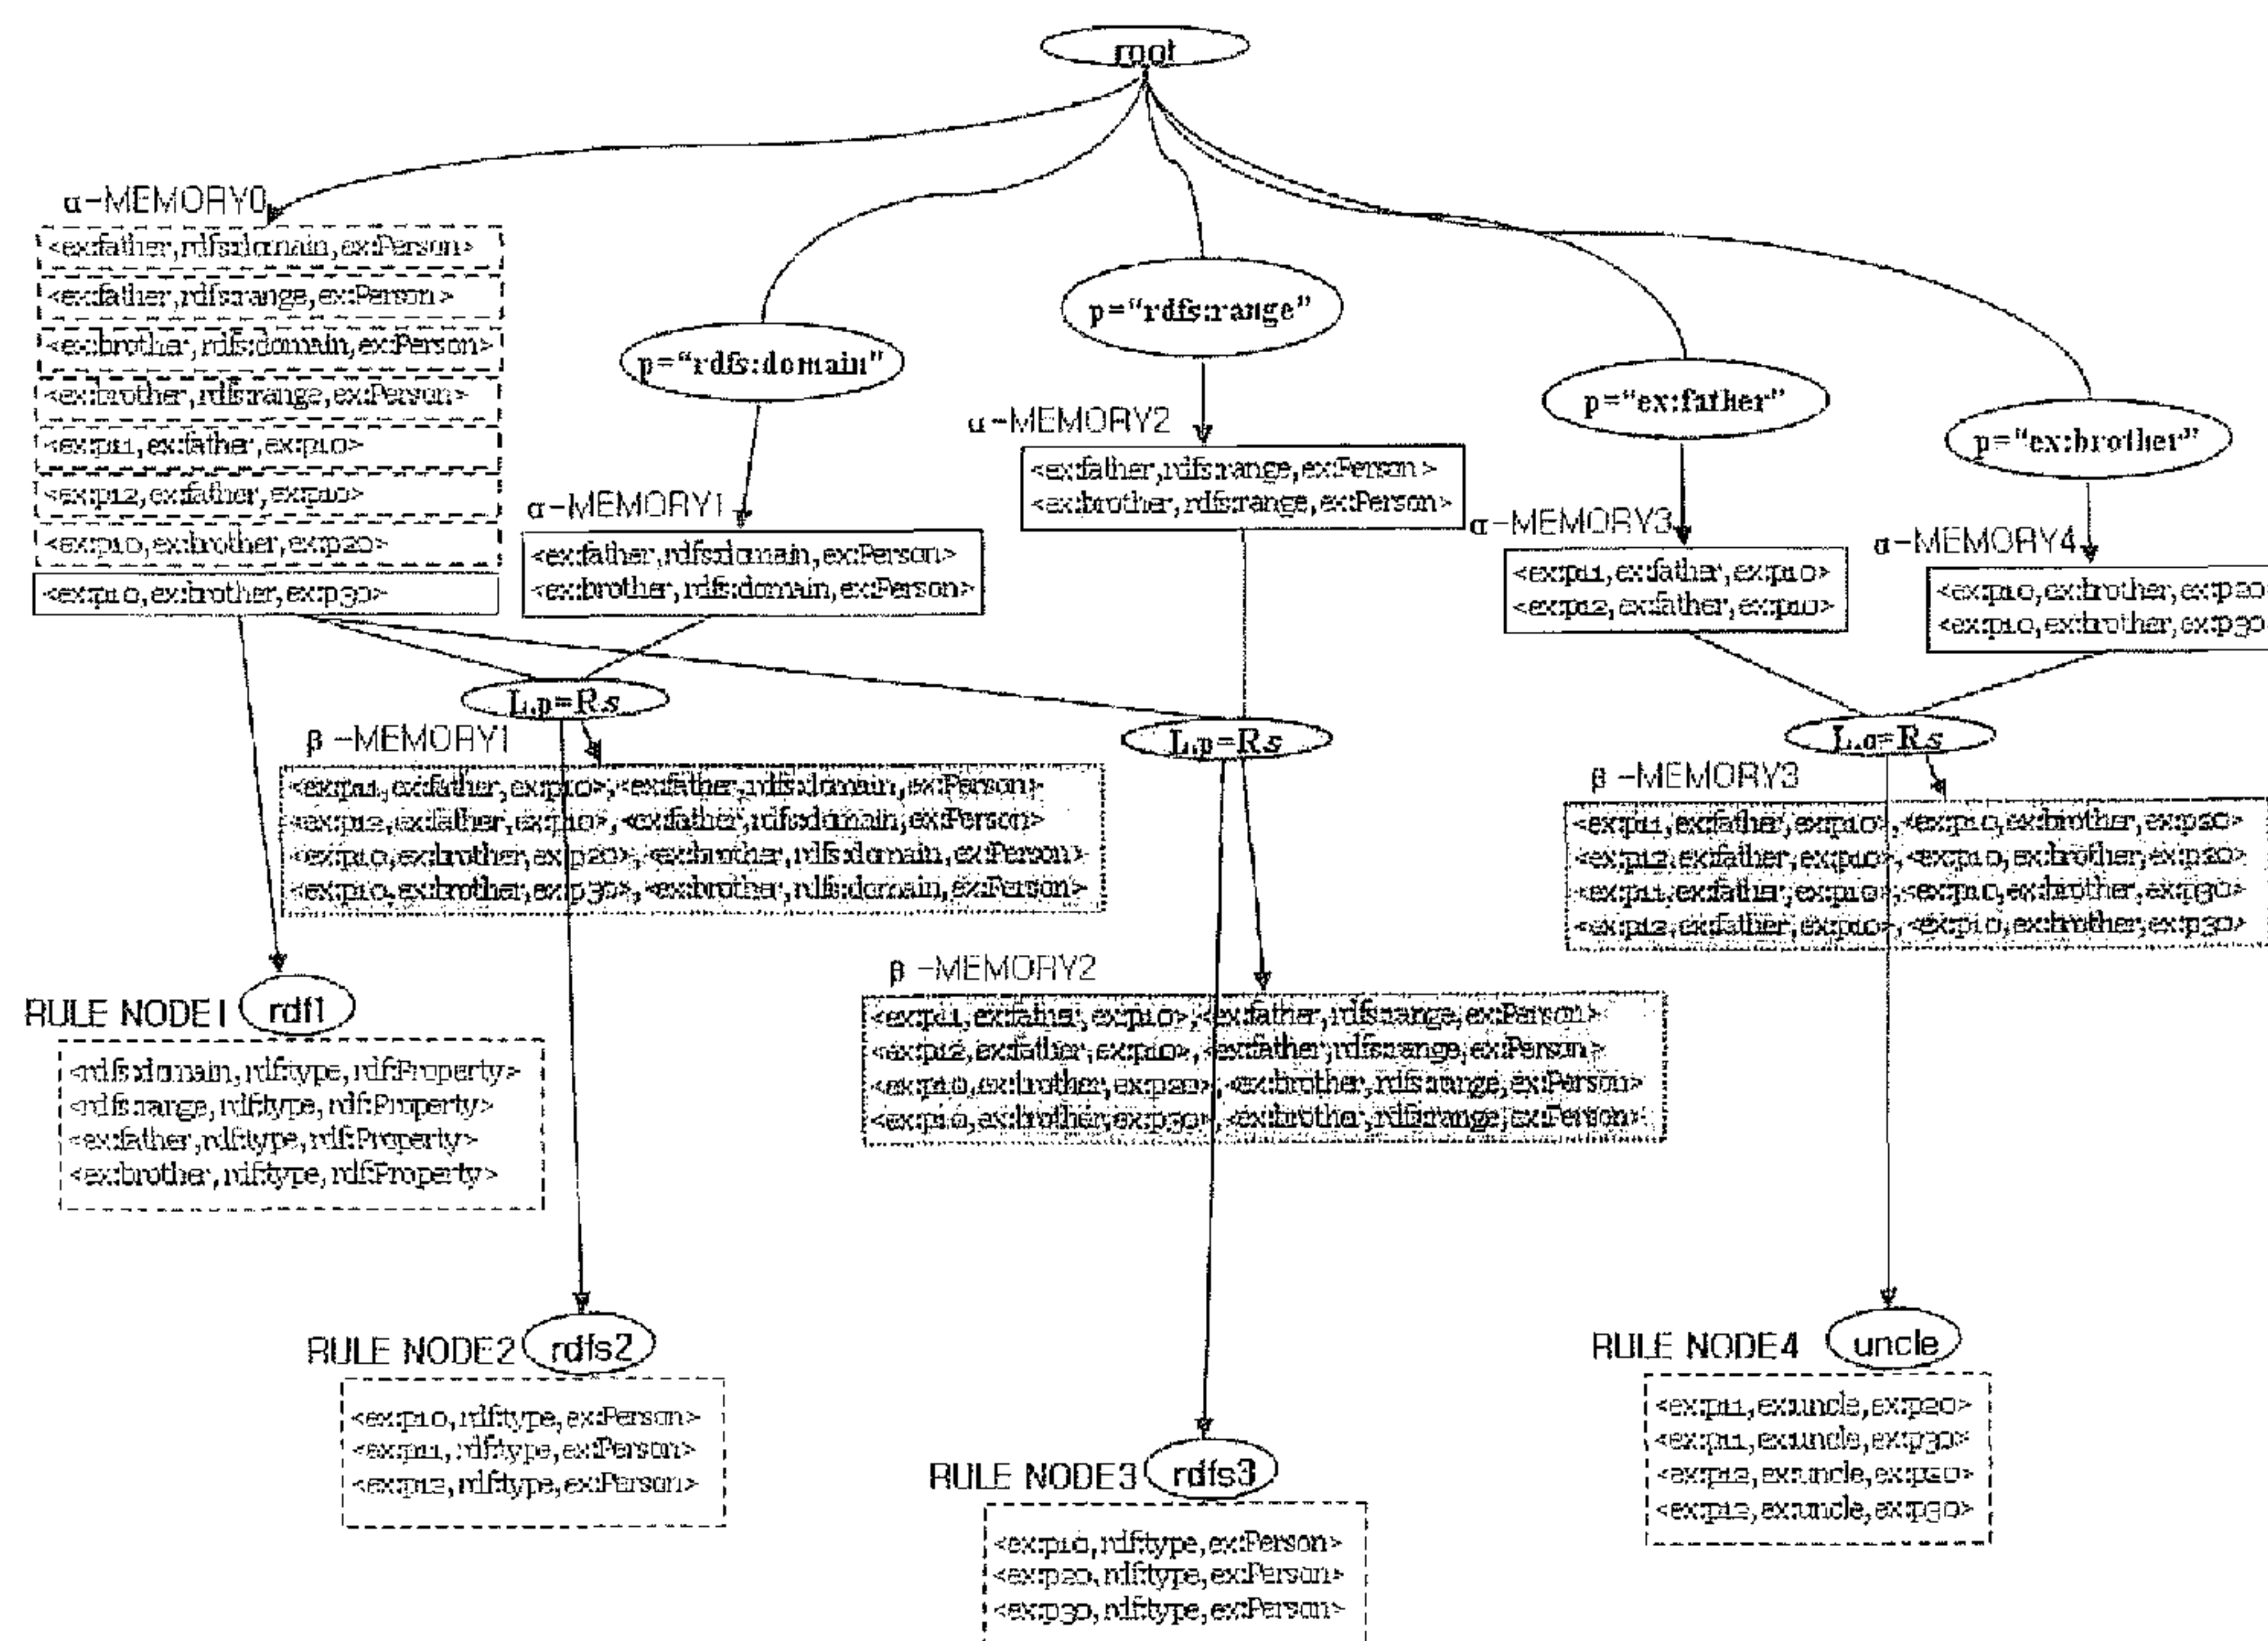 root
α-MEMORY0
<ex:father,rdfs:domain,ex:Person>
<ex:father,rdfs:range,ex:Person>
<ex:brother,rdfs:domain,ex:Person>
<ex:brother,rdfs:range,ex:Person>
<ex:p11,ex:father,ex:p10>
<ex:p12,ex:father,ex:p10>
<ex:p10,ex:brother,ex:p20>
<ex:p10,ex:brother,ex:p30>
p="rdfs:domain"
p="rdfs:range"
p="ex:father"
p="ex:brother"
α-MEMORY1
<ex:father,rdfs:domain,ex:Person>
<ex:brother,rdfs:domain,ex:Person>
α-MEMORY2
<ex:father,rdfs:range,ex:Person>
<ex:brother,rdfs:range,ex:Person>
α-MEMORY3
<ex:p11,ex:father,ex:p10>
<ex:p12,ex:father,ex:p10>
α-MEMORY4
<ex:p10,ex:brother,ex:p20
<ex:p10,ex:brother,ex:p30
L.p=R.s
L.p=R.s
L.o=R.s
β-MEMORY1
<ex:p11,ex:father,ex:p10>,<ex:father,rdfs:domain,ex:Person>
<ex:p12,ex:father,ex:p10>,<ex:father,rdfs:domain,ex:Person>
<ex:p10,ex:brother,ex:p20>,<ex:brother,rdfs:domain,ex:Person>
<ex:p10,ex:brother,ex:p30>,<ex:brother,rdfs:domain,ex:Person>
β-MEMORY2
<ex:p11,ex:father,ex:p10>,<ex:father,rdfs:range,ex:Person>
<ex:p12,ex:father,ex:p10>,<ex:father,rdfs:range,ex:Person>
<ex:p10,ex:brother,ex:p20>,<ex:brother,rdfs:range,ex:Person>
<ex:p10,ex:brother,ex:p30>,<ex:brother,rdfs:range,ex:Person>
β-MEMORY3
<ex:p11,ex:father,ex:p10>,<ex:p10,ex:brother,ex:p20>
<ex:p12,ex:father,ex:p10>,<ex:p10,ex:brother,ex:p20>
<ex:p11,ex:father,ex:p10>,<ex:p10,ex:brother,ex:p30>
<ex:p12,ex:father,ex:p10>,<ex:p10,ex:brother,ex:p30>
RULE NODE1 rdf1
<rdfs:domain,rdf:type,rdf:Property>
<rdfs:range,rdf:type,rdf:Property>
<ex:father,rdf:type,rdf:Property>
<ex:brother,rdf:type,rdf:Property>
RULE NODE2 rdfs2
<ex:p10,rdf:type,ex:Person>
<ex:p11,rdf:type,ex:Person>
<ex:p12,rdf:type,ex:Person>
RULE NODE3 rdfs3
<ex:p10,rdf:type,ex:Person>
<ex:p20,rdf:type,ex:Person>
<ex:p30,rdf:type,ex:Person>
RULE NODE4 uncle
<ex:p11,ex:uncle,ex:p20>
<ex:p11,ex:uncle,ex:p30>
<ex:p12,ex:uncle,ex:p20>
<ex:p12,ex:uncle,ex:p30>